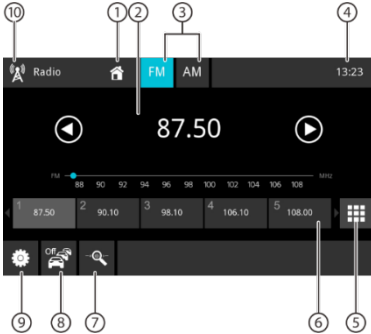 ⑩ ① ② ③ ④
Radio FM AM 13:23
87.50
FM MHz
88 90 92 94 96 98 100 102 104 106 108
1 87.50 2 90.10 3 98.10 4 106.10 5 108.00
Off
⑨ ⑧ ⑦ ⑥ ⑤